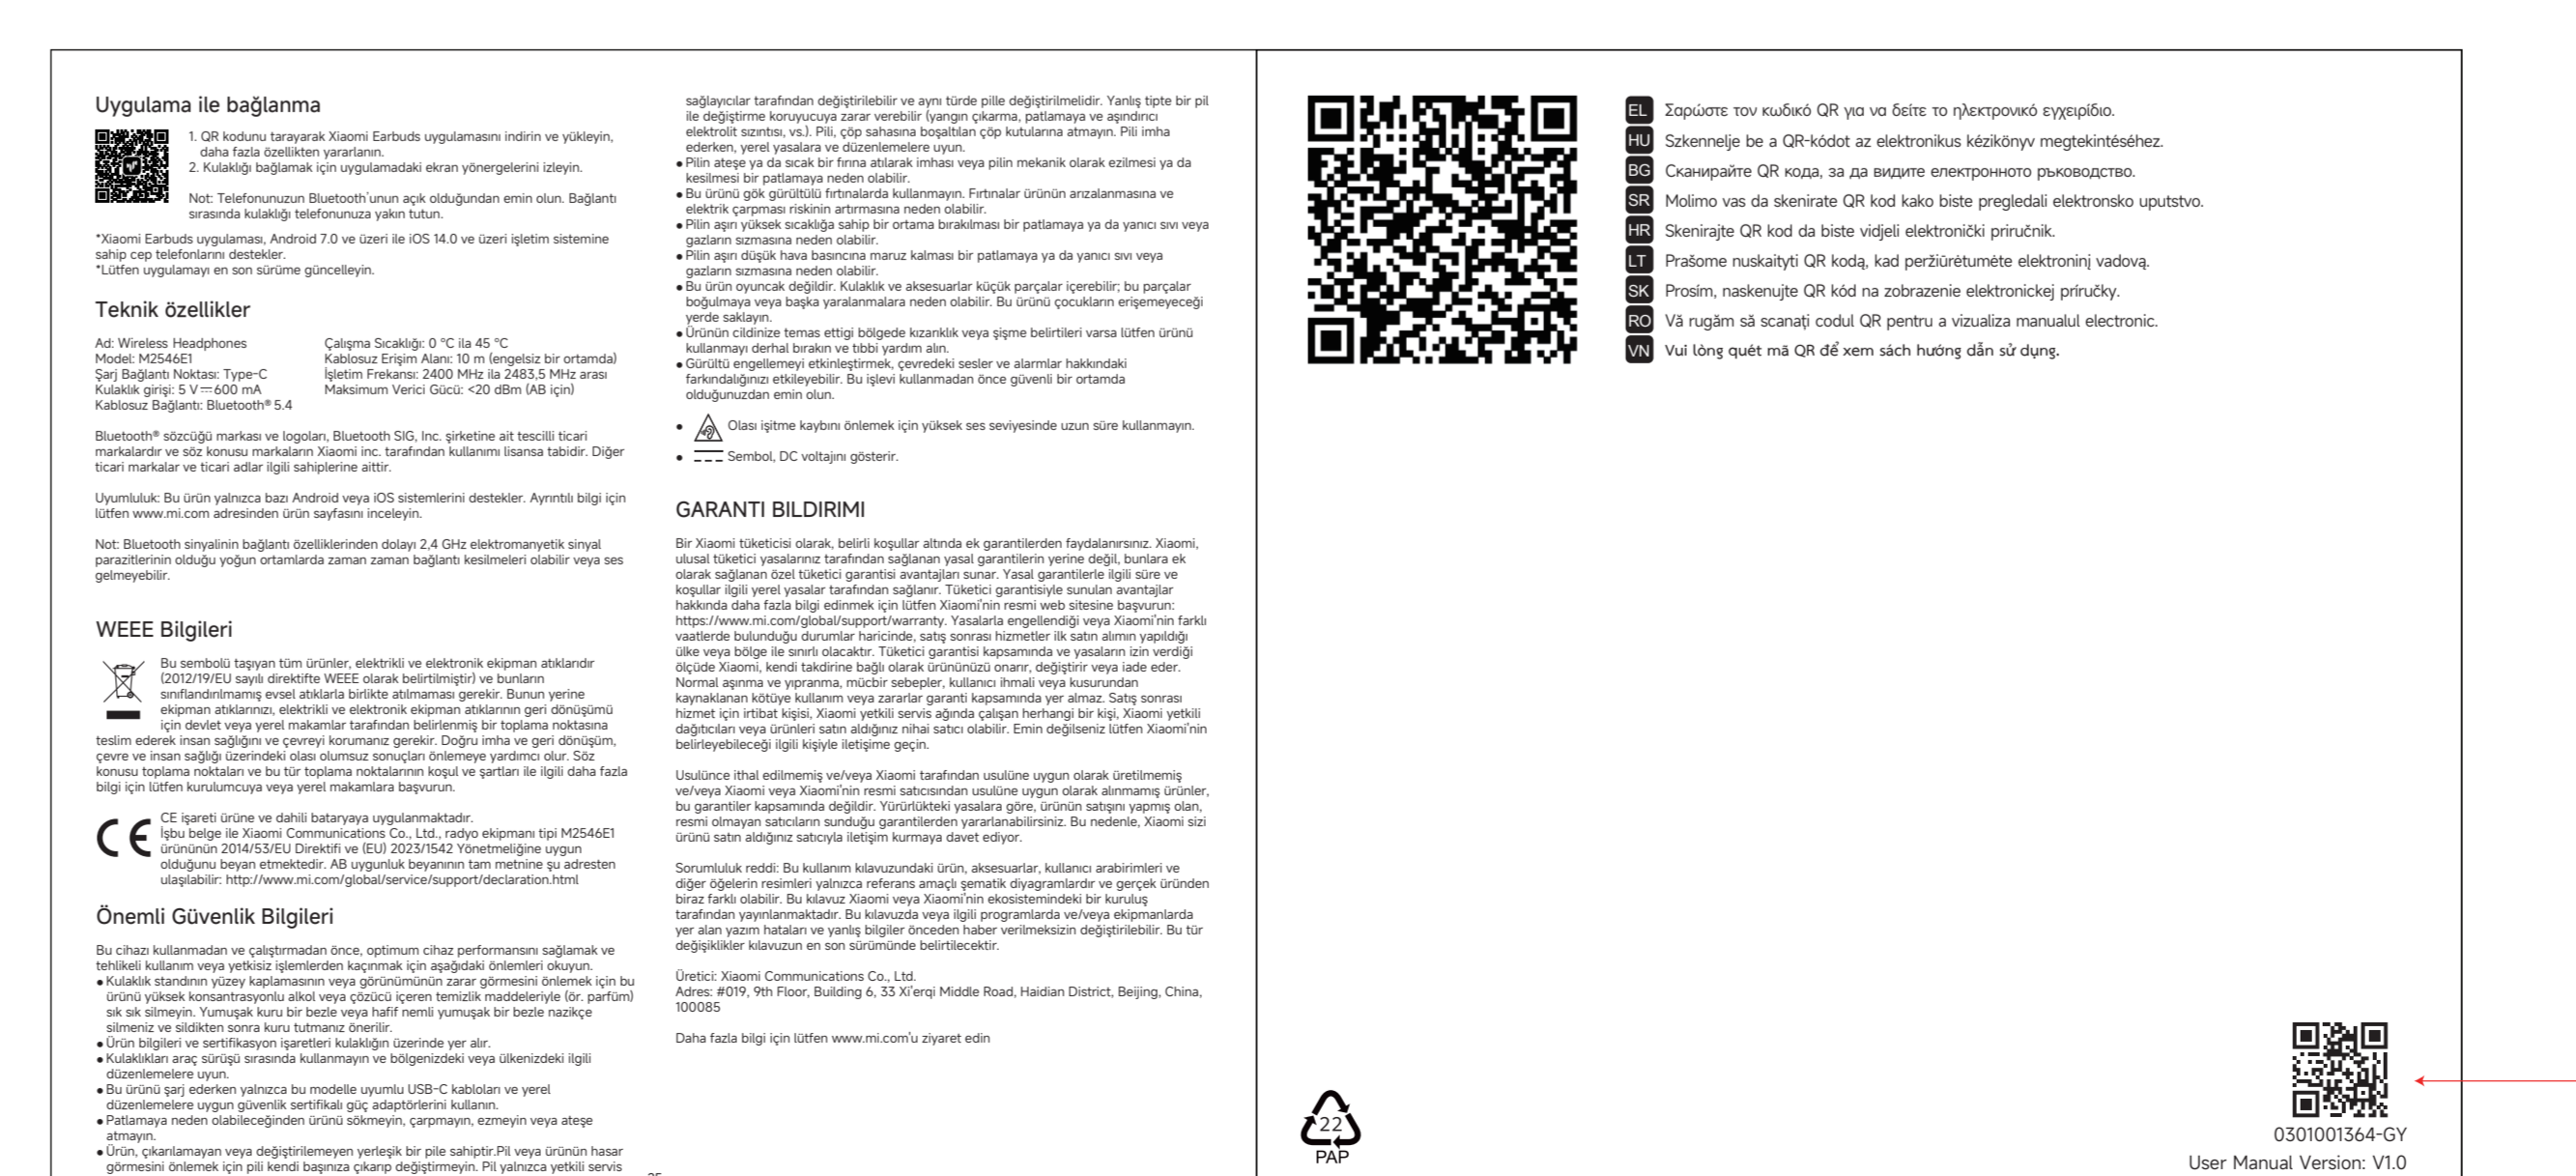 Uygulama ile bağlanma
1. QR kodunu tarayarak Xiaomi Earbuds uygulamasını indirin ve yükleyin,
daha fazla özellikten yararlanın.
2. Kulaklığı bağlamak için uygulamadaki ekran yönergelerini izleyin.
Not: Telefonunuzun Bluetooth'unun açık olduğundan emin olun. Bağlantı
sırasında kulaklığı telefonunuza yakın tutun.
*Xiaomi Earbuds uygulaması, Android 7.0 ve üzeri ile iOS 14.0 ve üzeri işletim sistemine
sahip cep telefonlarını destekler.
*Lütfen uygulamayı en son sürüme güncelleyin.
Teknik özellikler
Ad: Wireless Headphones
Model: M2546E1
Şarj Bağlantı Noktası: Type-C
Kulaklık girişi: 5 V⎓600 mA
Kablosuz Bağlantı: Bluetooth® 5.4
Çalışma Sıcaklığı: 0 °C ila 45 °C
Kablosuz Erişim Alanı: 10 m (engelsiz bir ortamda)
İşletim Frekansı: 2400 MHz ila 2483,5 MHz arası
Maksimum Verici Gücü: <20 dBm (AB için)
Bluetooth® sözcüğü markası ve logoları, Bluetooth SIG, Inc. şirketine ait tescilli ticari
markalardır ve söz konusu markaların Xiaomi inc. tarafından kullanımı lisansa tabidir. Diğer
ticari markalar ve ticari adlar ilgili sahiplerine aittir.
Uyumluluk: Bu ürün yalnızca bazı Android veya iOS sistemlerini destekler. Ayrıntılı bilgi için
lütfen www.mi.com adresinden ürün sayfasını inceleyin.
Not: Bluetooth sinyalinin bağlantı özelliklerinden dolayı 2,4 GHz elektromanyetik sinyal
parazitlerinin olduğu yoğun ortamlarda zaman zaman bağlantı kesilmeleri olabilir veya ses
gelmeyebilir.
WEEE Bilgileri
Bu sembolü taşıyan tüm ürünler, elektrikli ve elektronik ekipman atıklarıdır
(2012/19/EU sayılı direktifte WEEE olarak belirtilmiştir) ve bunların
sınıflandırılmamış evsel atıklarla birlikte atılmaması gerekir. Bunun yerine
ekipman atıklarınızı, elektrikli ve elektronik ekipman atıklarının geri dönüşümü
için devlet veya yerel makamlar tarafından belirlenmiş bir toplama noktasına
teslim ederek insan sağlığını ve çevreyi korumanız gerekir. Doğru imha ve geri dönüşüm,
çevre ve insan sağlığı üzerindeki olası olumsuz sonuçları önlemeye yardımcı olur. Söz
konusu toplama noktaları ve bu tür toplama noktalarının koşul ve şartları ile ilgili daha fazla
bilgi için lütfen kurulumcuya veya yerel makamlara başvurun.
CE CE işareti ürüne ve dahili bataryaya uygulanmaktadır.
İşbu belge ile Xiaomi Communications Co., Ltd., radyo ekipmanı tipi M2546E1
ürününün 2014/53/EU Direktifi ve (EU) 2023/1542 Yönetmeliğine uygun
olduğunu beyan etmektedir. AB uygunluk beyanının tam metnine şu adresten
ulaşılabilir: http://www.mi.com/global/service/support/declaration.html
Önemli Güvenlik Bilgileri
Bu cihazı kullanmadan ve çalıştırmadan önce, optimum cihaz performansını sağlamak ve
tehlikeli kullanım veya yetkisiz işlemlerden kaçınmak için aşağıdaki önlemleri okuyun.
● Kulaklık standının yüzey kaplamasının veya görünümünün zarar görmesini önlemek için bu
ürünü yüksek konsantrasyonlu alkol veya çözücü içeren temizlik maddeleriyle (ör. parfüm)
sık sık silmeyin. Yumuşak kuru bir bezle veya hafif nemli yumuşak bir bezle nazikçe
silmeniz ve sildikten sonra kuru tutmanız önerilir.
● Ürün bilgileri ve sertifikasyon işaretleri kulaklığın üzerinde yer alır.
● Kulaklıkları araç sürüşü sırasında kullanmayın ve bölgenizdeki veya ülkenizdeki ilgili
düzenlemelere uyun.
● Bu ürünü şarj ederken yalnızca bu modelle uyumlu USB-C kabloları ve yerel
düzenlemelere uygun güvenlik sertifikalı güç adaptörlerini kullanın.
● Patlamaya neden olabileceğinden ürünü sökmeyin, çarpmayın, ezmeyin veya ateşe
atmayın.
● Ürün, çıkarılamayan veya değiştirilemeyen yerleşik bir pile sahiptir.Pil veya ürünün hasar
görmesini önlemek için pili kendi başınıza çıkarıp değiştirmeyin. Pil yalnızca yetkili servis
sağlayıcılar tarafından değiştirilebilir ve aynı türde pille değiştirilmelidir. Yanlış tipte bir pil
ile değiştirme koruyucuya zarar verebilir (yangın çıkarma, patlamaya ve aşındırıcı
elektrolit sızıntısı, vs.). Pili, çöp sahasına boşaltılan çöp kutularına atmayın. Pili imha
ederken, yerel yasalara ve düzenlemelere uyun.
● Pilin ateşe ya da sıcak bir fırına atılarak imhası veya pilin mekanik olarak ezilmesi ya da
kesilmesi bir patlamaya neden olabilir.
● Bu ürünü gök gürültülü fırtınalarda kullanmayın. Fırtınalar ürünün arızalanmasına ve
elektrik çarpması riskinin artırmasına neden olabilir.
● Pilin aşırı yüksek sıcaklığa sahip bir ortama bırakılması bir patlamaya ya da yanıcı sıvı veya
gazların sızmasına neden olabilir.
● Pilin aşırı düşük hava basıncına maruz kalması bir patlamaya ya da yanıcı sıvı veya
gazların sızmasına neden olabilir.
● Bu ürün oyuncak değildir. Kulaklık ve aksesuarlar küçük parçalar içerebilir; bu parçalar
boğulmaya veya başka yaralanmalara neden olabilir. Bu ürünü çocukların erişemeyeceği
yerde saklayın.
● Ürünün cildinize temas ettigi bölgede kızarıklık veya şişme belirtileri varsa lütfen ürünü
kullanmayı derhal bırakın ve tıbbi yardım alın.
● Gürültü engellemeyi etkinleştirmek, çevredeki sesler ve alarmlar hakkındaki
farkındalığınızı etkileyebilir. Bu işlevi kullanmadan önce güvenli bir ortamda
olduğunuzdan emin olun.
● Olası işitme kaybını önlemek için yüksek ses seviyesinde uzun süre kullanmayın.
● Sembol, DC voltajını gösterir.
GARANTI BILDIRIMI
Bir Xiaomi tüketicisi olarak, belirli koşullar altında ek garantilerden faydalanırsınız. Xiaomi,
ulusal tüketici yasalarınız tarafından sağlanan yasal garantilerin yerine değil, bunlara ek
olarak sağlanan özel tüketici garantisi avantajları sunar. Yasal garantilerle ilgili süre ve
koşullar ilgili yerel yasalar tarafından sağlanır. Tüketici garantisiyle sunulan avantajlar
hakkında daha fazla bilgi edinmek için lütfen Xiaomi'nin resmi web sitesine başvurun:
https://www.mi.com/global/support/warranty. Yasalarla engellendiği veya Xiaomi'nin farklı
vaatlerde bulunduğu durumlar haricinde, satış sonrası hizmetler ilk satın alımın yapıldığı
ülke veya bölge ile sınırlı olacaktır. Tüketici garantisi kapsamında ve yasaların izin verdiği
ölçüde Xiaomi, kendi takdirine bağlı olarak ürününüzü onarır, değiştirir veya iade eder.
Normal aşınma ve yıpranma, mücbir sebepler, kullanıcı ihmali veya kusurundan
kaynaklanan kötüye kullanım veya zararlar garanti kapsamında yer almaz. Satış sonrası
hizmet için irtibat kişisi, Xiaomi yetkili servis ağında çalışan herhangi bir kişi, Xiaomi yetkili
dağıtıcıları veya ürünleri satın aldığınız nihai satıcı olabilir. Emin değilseniz lütfen Xiaomi'nin
belirleyebileceği ilgili kişiyle iletişime geçin.
Usulünce ithal edilmemiş ve/veya Xiaomi tarafından usulüne uygun olarak üretilmemiş
ve/veya Xiaomi veya Xiaomi'nin resmi satıcısından usulüne uygun olarak alınmamış ürünler,
bu garantiler kapsamında değildir. Yürürlükteki yasalara göre, ürünün satışını yapmış olan,
resmi olmayan satıcıların sunduğu garantilerden yararlanabilirsiniz. Bu nedenle, Xiaomi sizi
ürünü satın aldığınız satıcıyla iletişim kurmaya davet ediyor.
Sorumluluk reddi: Bu kullanım kılavuzundaki ürün, aksesuarlar, kullanıcı arabirimleri ve
diğer öğelerin resimleri yalnızca referans amaçlı şematik diyagramlardır ve gerçek üründen
biraz farklı olabilir. Bu kılavuz Xiaomi veya Xiaomi'nin ekosistemindeki bir kuruluş
tarafından yayınlanmaktadır. Bu kılavuzda veya ilgili programlarda ve/veya ekipmanlarda
yer alan yazım hataları ve yanlış bilgiler önceden haber verilmeksizin değiştirilebilir. Bu tür
değişiklikler kılavuzun en son sürümünde belirtilecektir.
Üretici: Xiaomi Communications Co., Ltd.
Adres: #019, 9th Floor, Building 6, 33 Xi'erqi Middle Road, Haidian District, Beijing, China,
100085
Daha fazla bilgi için lütfen www.mi.com'u ziyaret edin
EL Σαρώστε τον κωδικό QR για να δείτε το ηλεκτρονικό εγχειρίδιο.
HU Szkennelje be a QR-kódot az elektronikus kézikönyv megtekintéséhez.
BG Сканирайте QR кода, за да видите електронното ръководство.
SR Molimo vas da skenirate QR kod kako biste pregledali elektronsko uputstvo.
HR Skenirajte QR kod da biste vidjeli elektronički priručnik.
LT Prašome nuskaityti QR kodą, kad peržiūrėtumėte elektroninį vadovą.
SK Prosím, naskenujte QR kód na zobrazenie elektronickej príručky.
RO Vă rugăm să scanați codul QR pentru a vizualiza manualul electronic.
VN Vui lòng quét mã QR để xem sách hướng dẫn sử dụng.
22
PAP
0301001364-GY
User Manual Version: V1.0